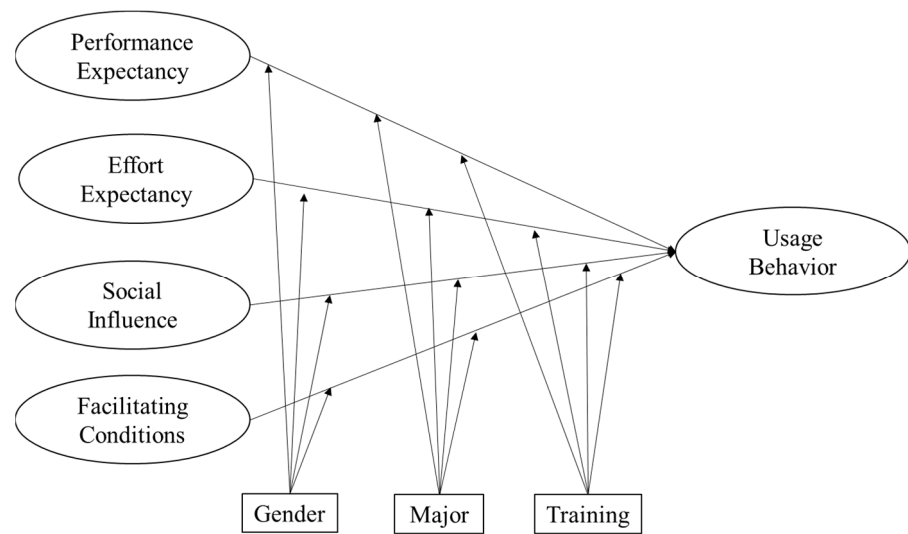 Performance
Expectancy
Effort
Expectancy
Social
Influence
Facilitating
Conditions
Usage
Behavior
Gender
Major
Training